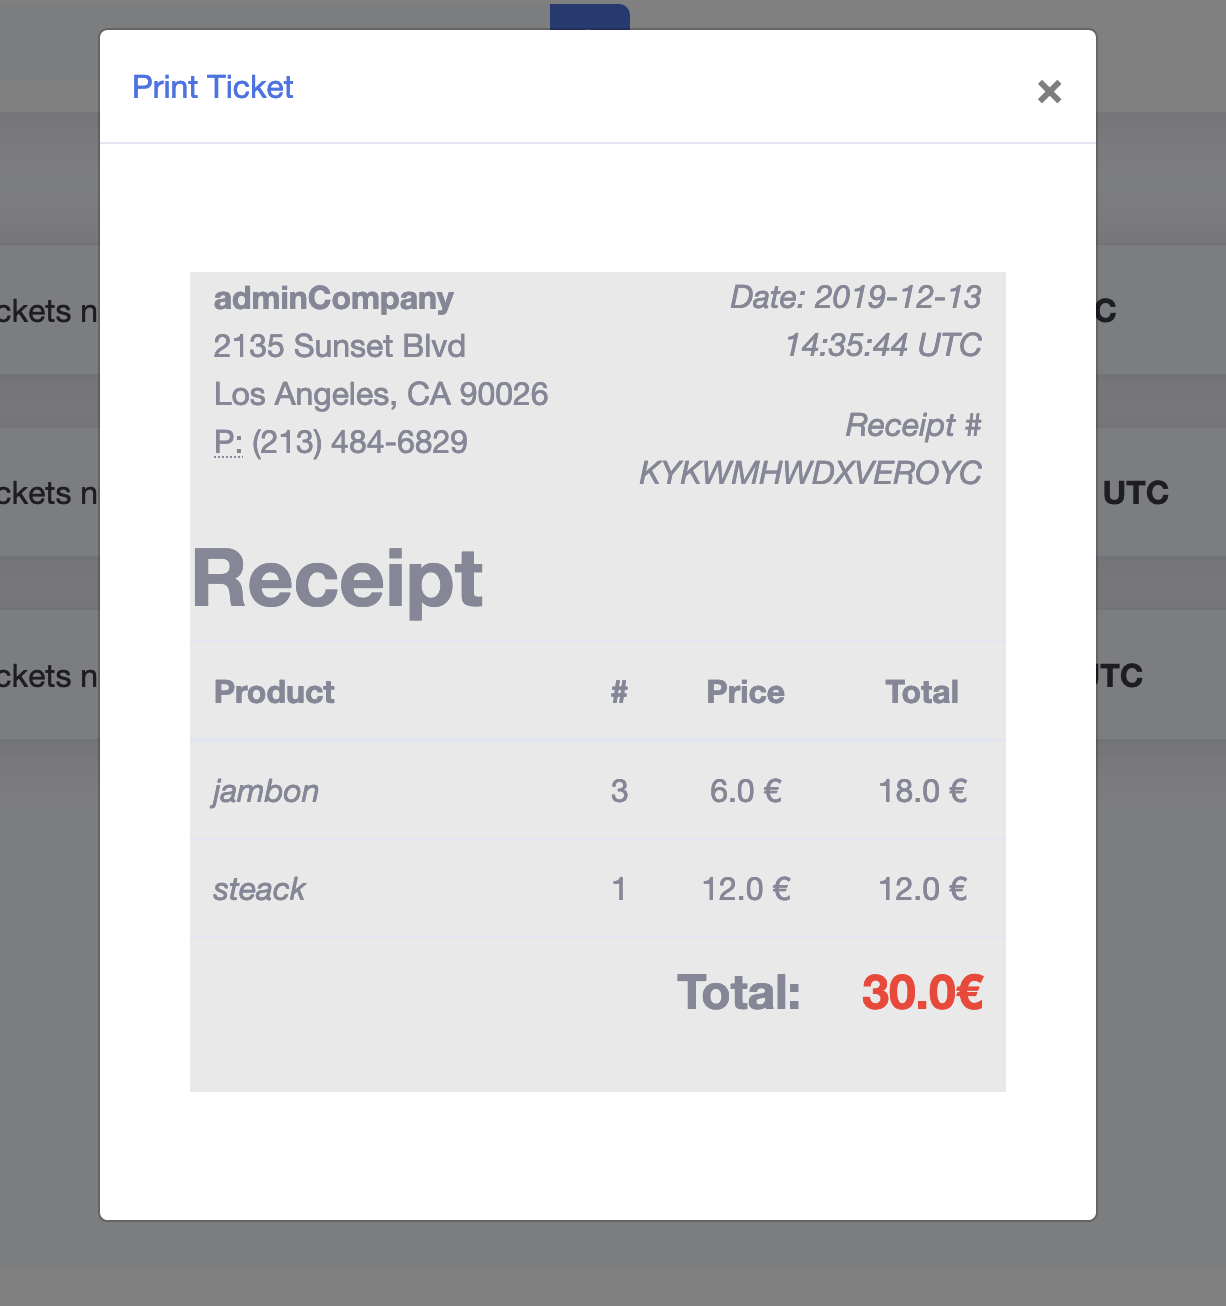 Print Ticket ×
adminCompany
2135 Sunset Blvd
Los Angeles, CA 90026
P: (213) 484-6829
Date: 2019-12-13
14:35:44 UTC
Receipt #
KYKWMHWDXVEROYC
Receipt
Product # Price Total
jambon 3 6.0 € 18.0 €
steack 1 12.0 € 12.0 €
Total: 30.0€
ckets n
C
ckets n
UTC
ckets n
UTC